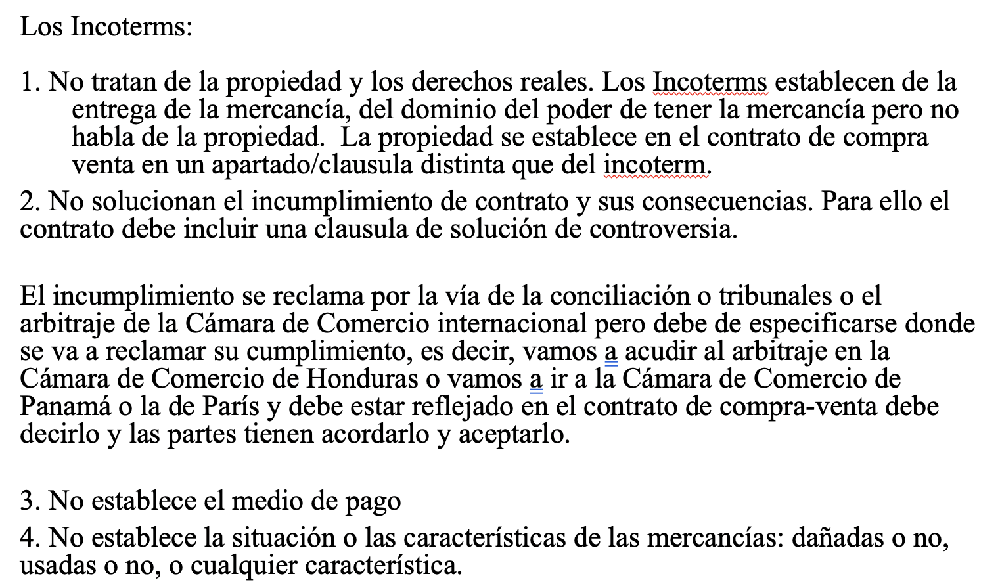 Los Incoterms:
1. No tratan de la propiedad y los derechos reales. Los Incoterms establecen de la
entrega de la mercancía, del dominio del poder de tener la mercancía pero no
habla de la propiedad.  La propiedad se establece en el contrato de compra
venta en un apartado/clausula distinta que del incoterm.
2. No solucionan el incumplimiento de contrato y sus consecuencias. Para ello el
contrato debe incluir una clausula de solución de controversia.
El incumplimiento se reclama por la vía de la conciliación o tribunales o el
arbitraje de la Cámara de Comercio internacional pero debe de especificarse donde
se va a reclamar su cumplimiento, es decir, vamos a acudir al arbitraje en la
Cámara de Comercio de Honduras o vamos a ir a la Cámara de Comercio de
Panamá o la de París y debe estar reflejado en el contrato de compra-venta debe
decirlo y las partes tienen acordarlo y aceptarlo.
3. No establece el medio de pago
4. No establece la situación o las características de las mercancías: dañadas o no,
usadas o no, o cualquier característica.